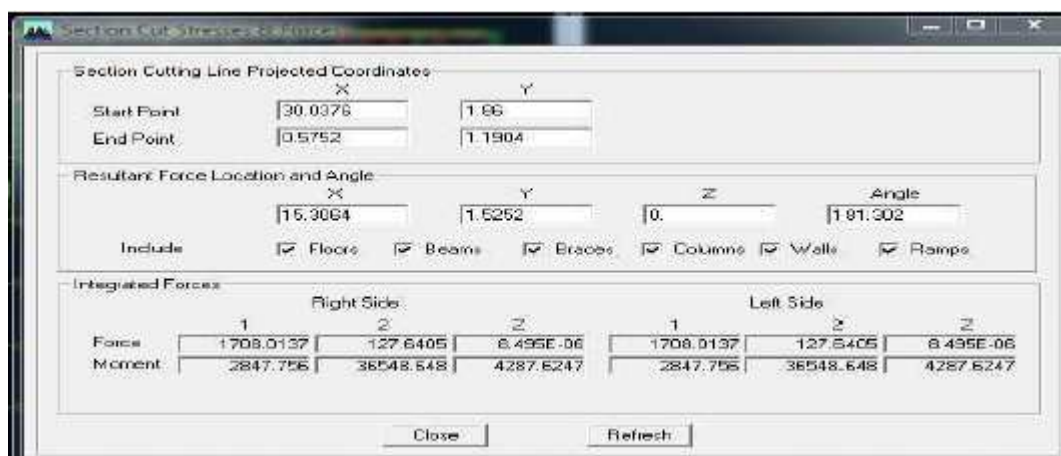 Section Cut Stresses & Forces
Section Cutting Line Projected Coordinates
X Y
Start Point 30.0376 1.86
End Point 0.5752 1.1904
Resultant Force Location and Angle
X Y Z Angle
15.3064 1.5252 0. 181.302
Include Floors Beams Braces Columns Walls Ramps
Integrated Forces
Right Side Left Side
1 2 Z 1 2 Z
Force 1708.0137 127.6405 8.495E-06 1708.0137 127.6405 8.495E-06
Moment 2847.756 36548.648 4287.6247 2847.756 36548.648 4287.6247
Close Refresh